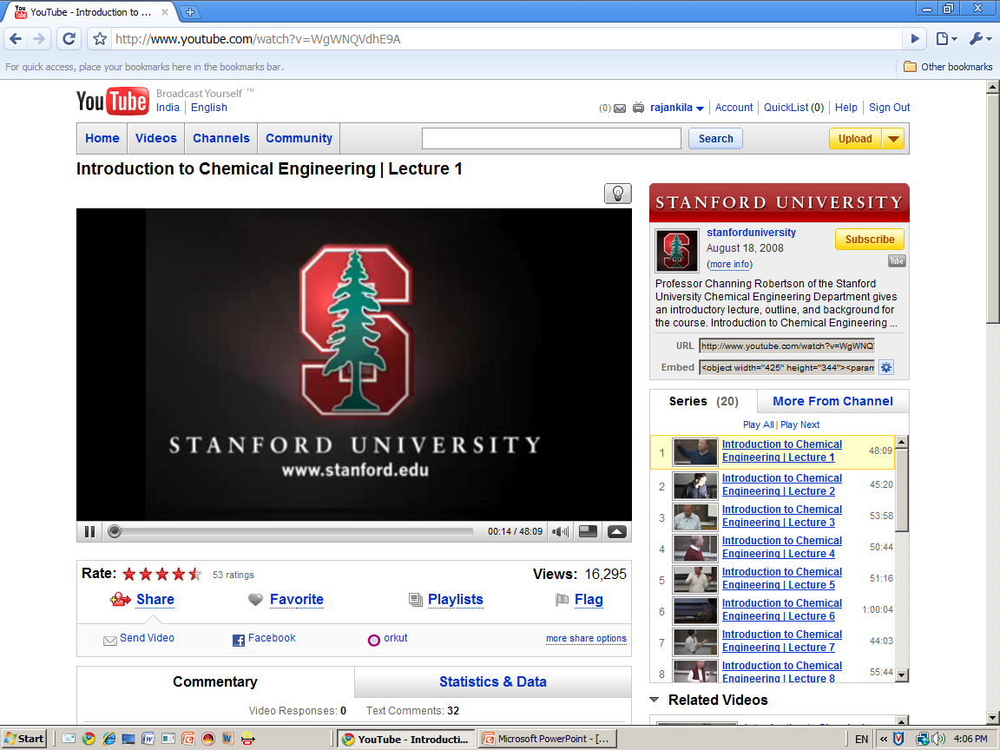 YouTube - Introduction to ...
http://www.youtube.com/watch?v=WgWNQVdhE9A
For quick access, place your bookmarks here in the bookmarks bar.
Other bookmarks
YouTube
Broadcast Yourself ™
India | English
(0) rajankila | Account | QuickList (0) | Help | Sign Out
Home
Videos
Channels
Community
Search
Upload
Introduction to Chemical Engineering | Lecture 1
STANFORD UNIVERSITY
www.stanford.edu
00:14 / 48:09
Rate:
53 ratings
Views: 16,295
Share
Favorite
Playlists
Flag
Send Video
Facebook
orkut
more share options
Commentary
Statistics & Data
Video Responses: 0
Text Comments: 32
STANFORD UNIVERSITY
stanforduniversity
August 18, 2008
(more info)
Subscribe
Tube
Professor Channing Robertson of the Stanford
University Chemical Engineering Department gives
an introductory lecture, outline, and background for
the course. Introduction to Chemical Engineering ...
URL http://www.youtube.com/watch?v=WgWNQ
Embed <object width="425" height="344"><param
Series (20)
More From Channel
Play All | Play Next
1 Introduction to Chemical
Engineering | Lecture 1 48:09
2 Introduction to Chemical
Engineering | Lecture 2 45:20
3 Introduction to Chemical
Engineering | Lecture 3 53:58
4 Introduction to Chemical
Engineering | Lecture 4 50:44
5 Introduction to Chemical
Engineering | Lecture 5 51:16
6 Introduction to Chemical
Engineering | Lecture 6 1:00:04
7 Introduction to Chemical
Engineering | Lecture 7 44:03
8 Introduction to Chemical
Engineering | Lecture 8 55:44
Related Videos
Start
YouTube - Introducti...
Microsoft PowerPoint - [...
EN
4:06 PM